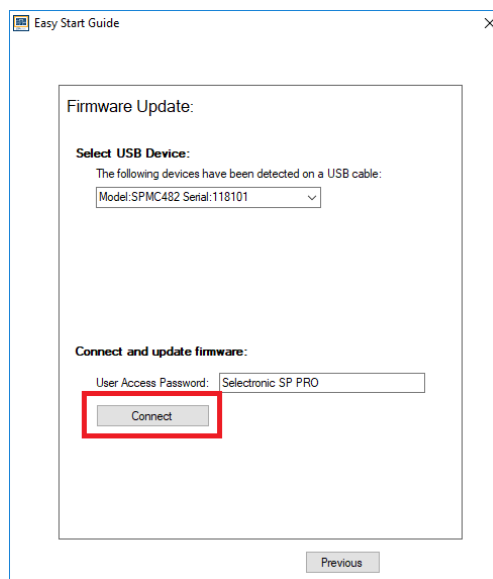 Easy Start Guide
Firmware Update:
Select USB Device:
The following devices have been detected on a USB cable:
Model:SPMC482 Serial:118101
Connect and update firmware:
User Access Password: Selectronic SP PRO
Connect
Previous